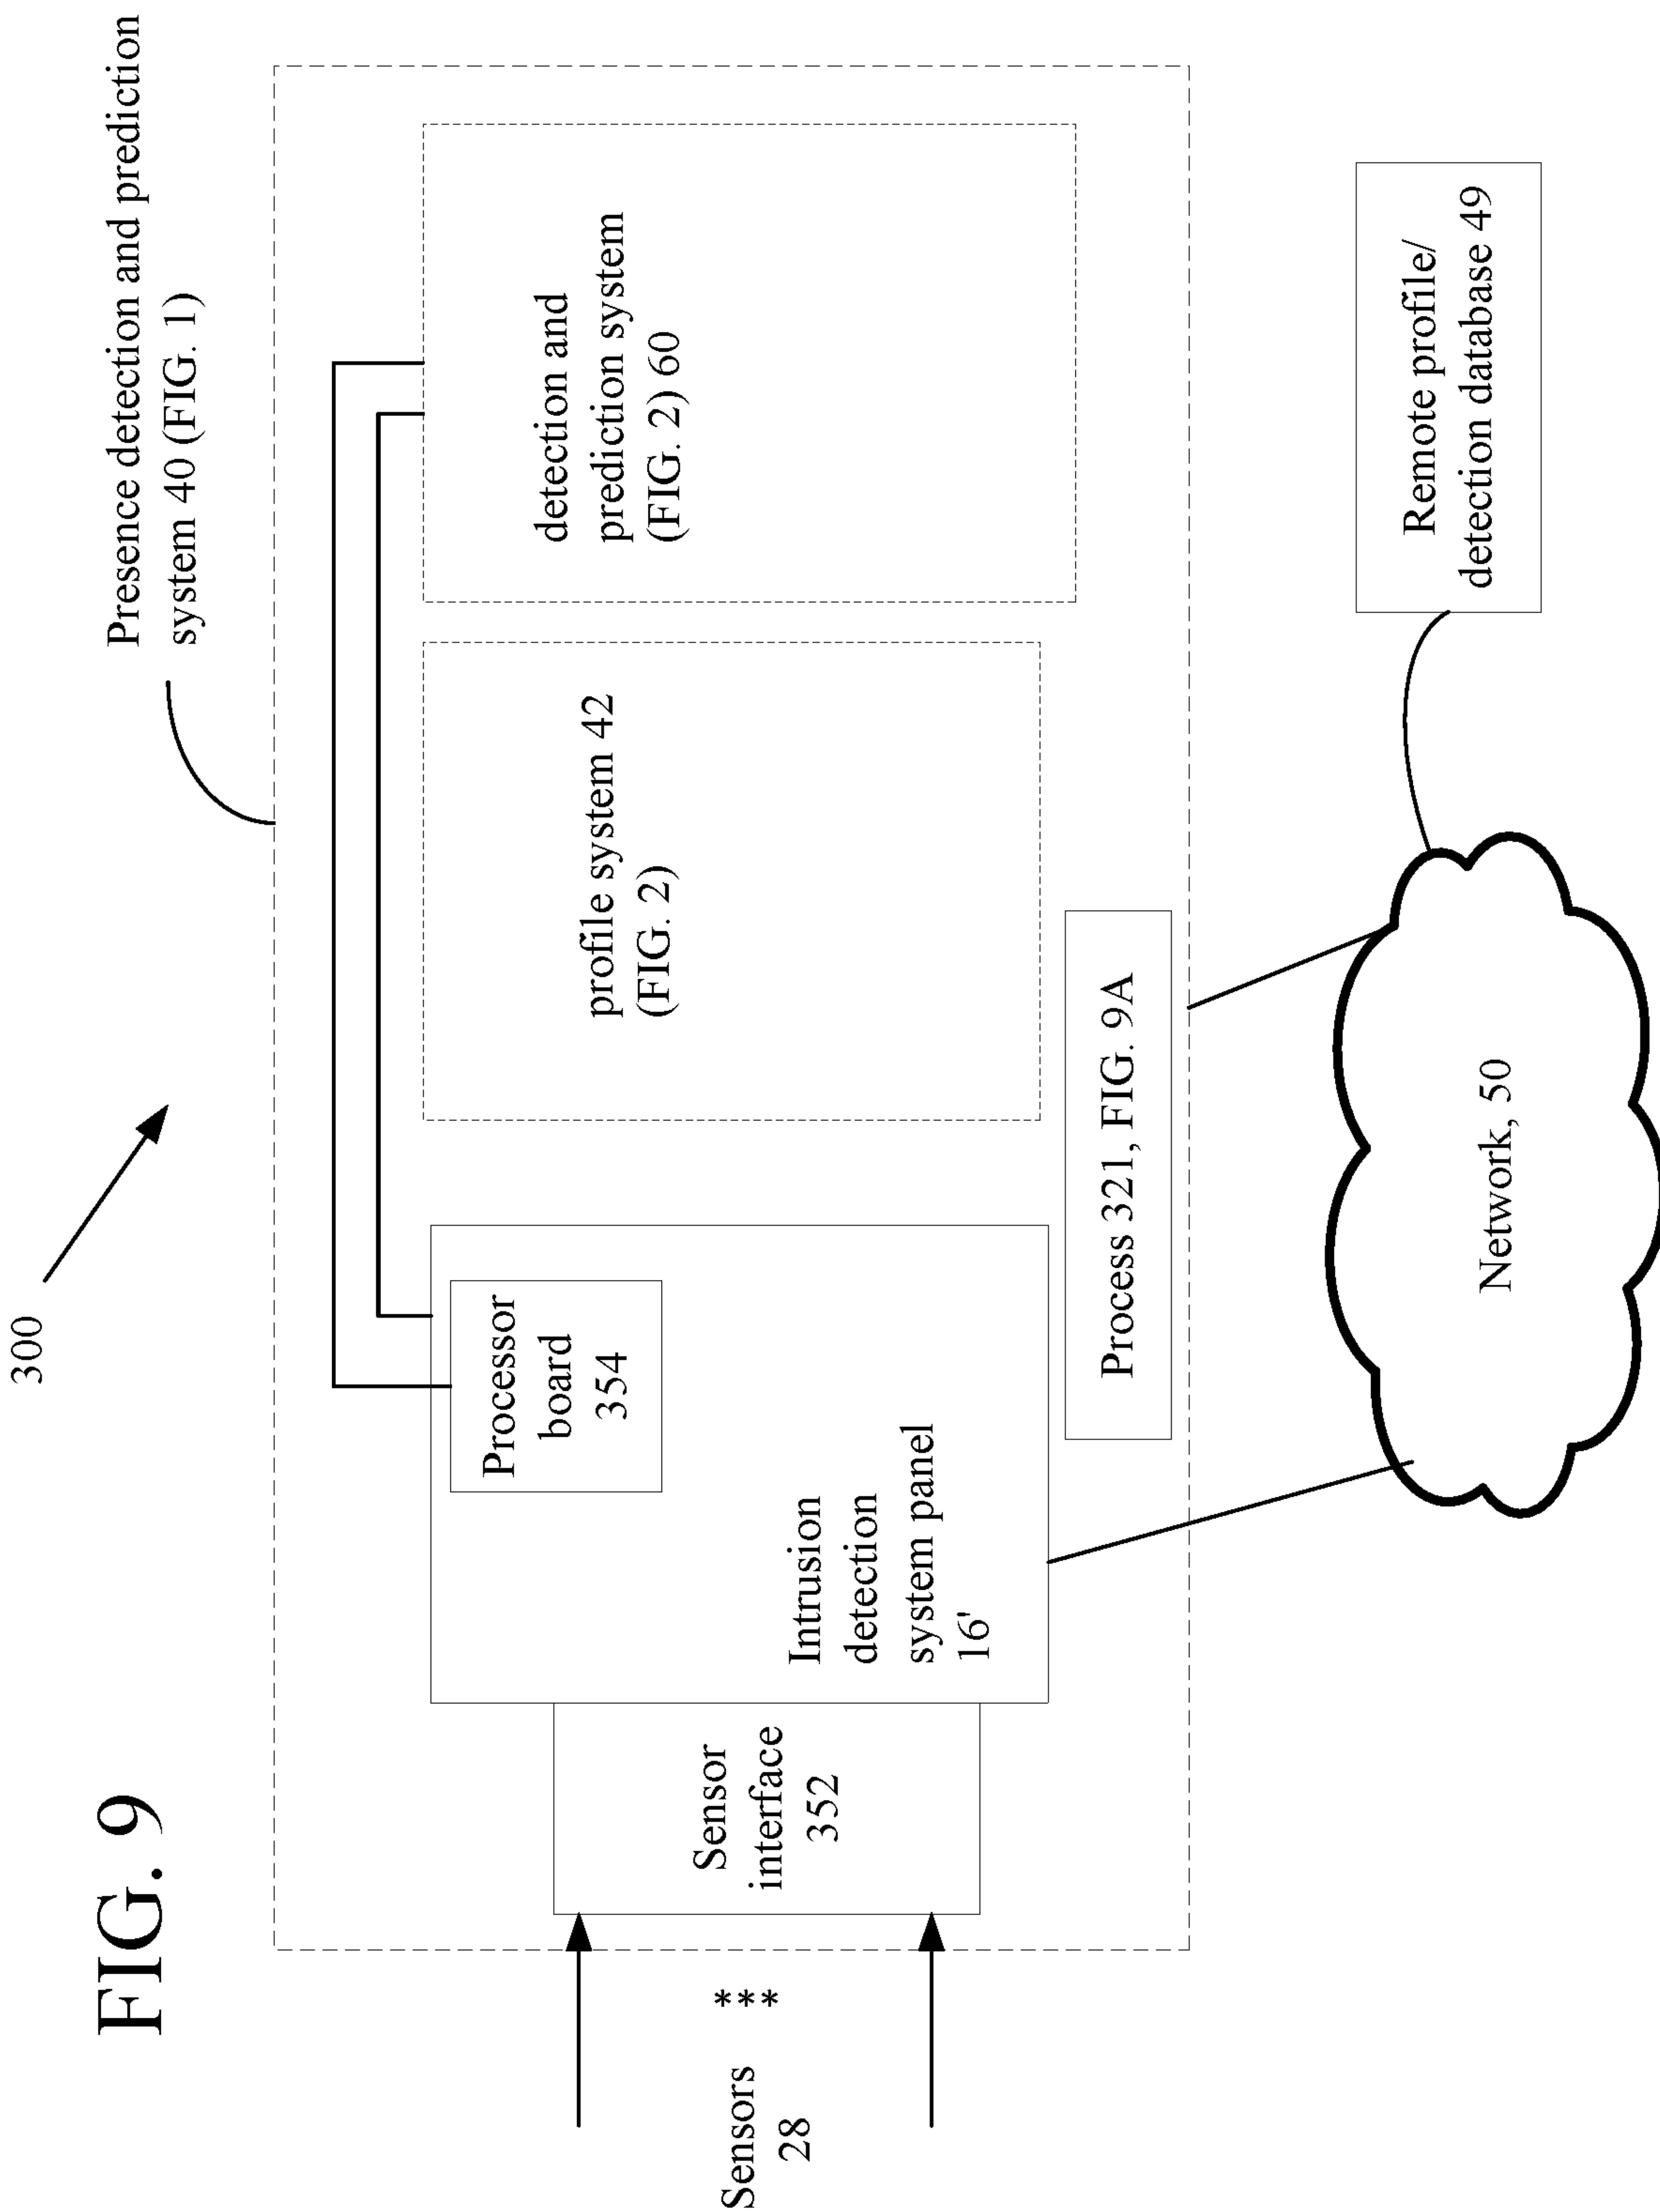 FIG. 9
300
Presence detection and prediction
system 40 (FIG. 1)
Sensors
28
***
Sensor
interface
352
Processor
board
354
Intrusion
detection
system panel
16'
profile system 42
(FIG. 2)
detection and
prediction system
(FIG. 2) 60
Process 321, FIG. 9A
Network, 50
Remote profile/
detection database 49